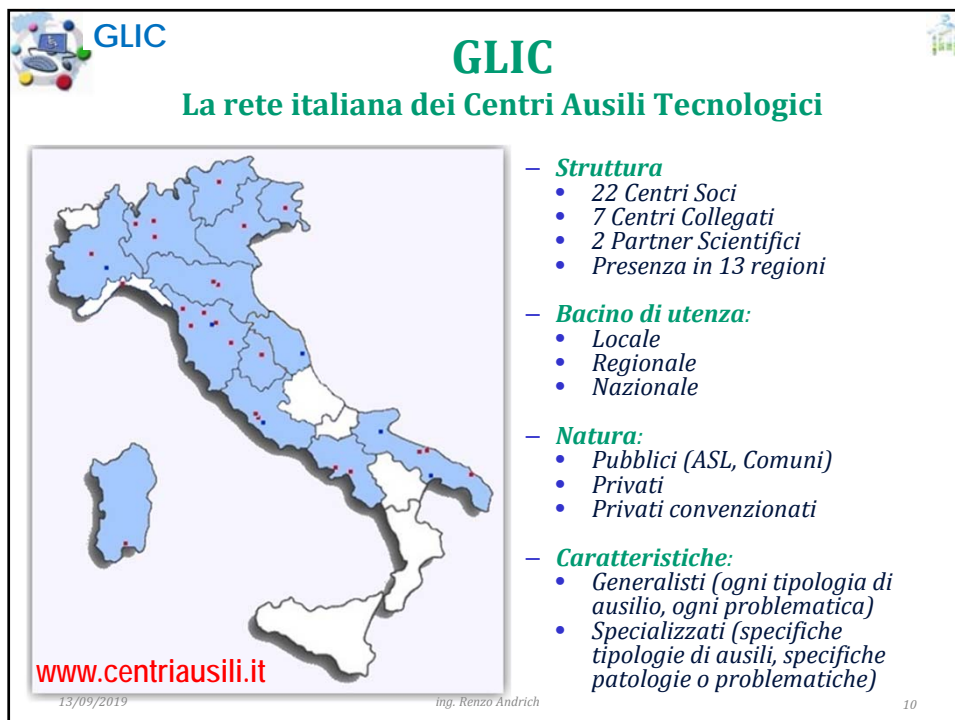 GLIC
GLIC
La rete italiana dei Centri Ausili Tecnologici
– Struttura
• 22 Centri Soci
• 7 Centri Collegati
• 2 Partner Scientifici
• Presenza in 13 regioni
– Bacino di utenza:
• Locale
• Regionale
• Nazionale
– Natura:
• Pubblici (ASL, Comuni)
• Privati
• Privati convenzionati
– Caratteristiche:
• Generalisti (ogni tipologia di
ausilio, ogni problematica)
• Specializzati (specifiche
tipologie di ausili, specifiche
patologie o problematiche)
www.centriausili.it
13/09/2019
ing. Renzo Andrich
10